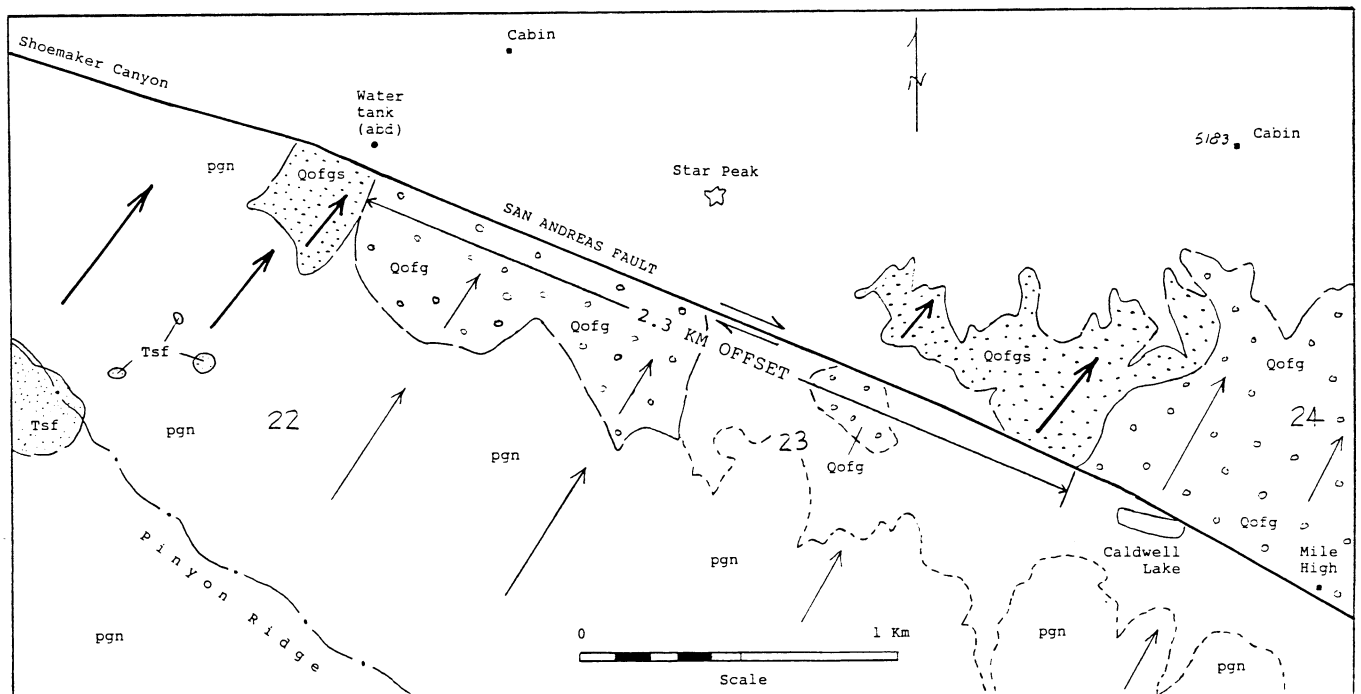 Shoemaker Canyon
Cabin
N
Water
tank
(abd)
5183
Cabin
pgn
Qofgs
Star Peak
SAN ANDREAS FAULT
Qofg
Qofg
2.3 KM OFFSET
Qofgs
Qofg
Tsf
Tsf
pgn
22
pgn
23
24
Qofg
Qofg
pgn
Caldwell
Lake
Mile
High
Pinyon Ridge
pgn
0
1 Km
Scale
pgn
pgn